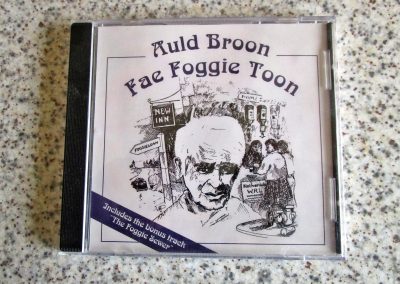 Auld Broon
Fae Foggie Toon
NEW
INN
Includes the bonus track
"The Foggie Sewer"